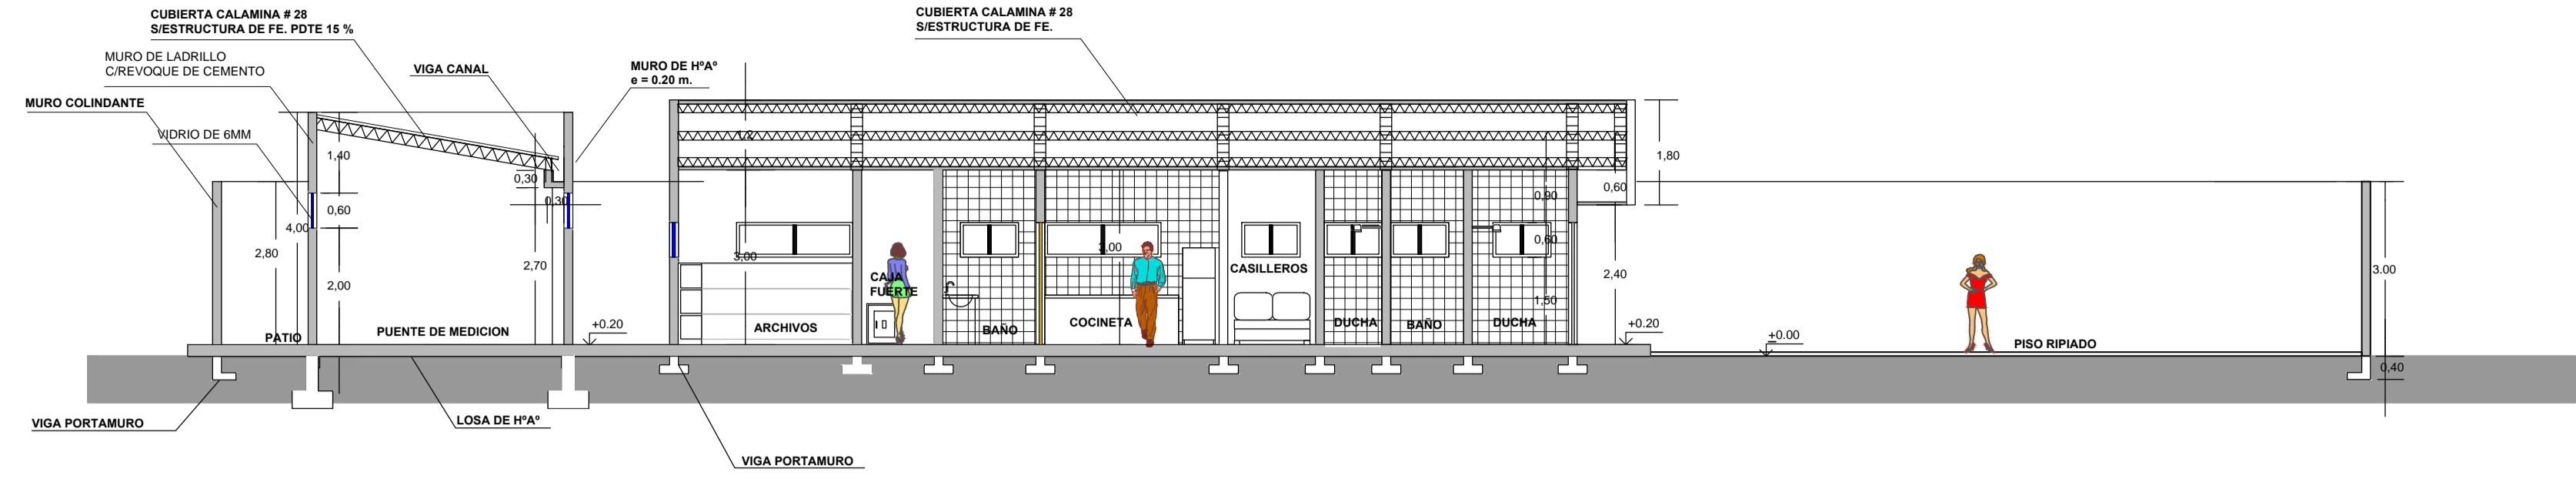 CUBIERTA CALAMINA # 28
S/ESTRUCTURA DE FE. PDTE 15 %
MURO DE LADRILLO
C/REVOQUE DE CEMENTO
MURO COLINDANTE
VIDRIO DE 6MM
VIGA CANAL
MURO DE HºAº
e = 0.20 m.
CUBIERTA CALAMINA # 28
S/ESTRUCTURA DE FE.
1,40
0,30
0,60
0,30
4,00
2,80
2,70
2,00
PATIO
PUENTE DE MEDICION
+0.20
1,2
3,00
ARCHIVOS
CAJA
FUERTE
BAÑO
3,00
COCINETA
CASILLEROS
DUCHA
BAÑO
DUCHA
0,90
0,60
1,50
1,80
0,60
2,40
+0.20
+0.00
PISO RIPIADO
3.00
0,40
VIGA PORTAMURO
LOSA DE HºAº
VIGA PORTAMURO